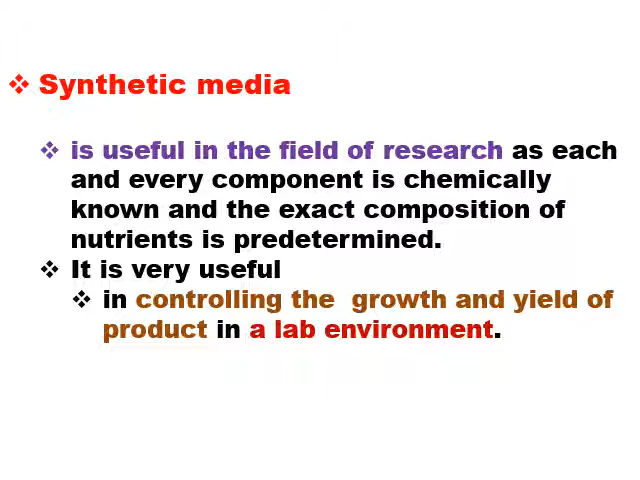 ❖ Synthetic media
❖ is useful in the field of research as each
and every component is chemically
known and the exact composition of
nutrients is predetermined.
❖ It is very useful
❖ in controlling the  growth and yield of
product in a lab environment.